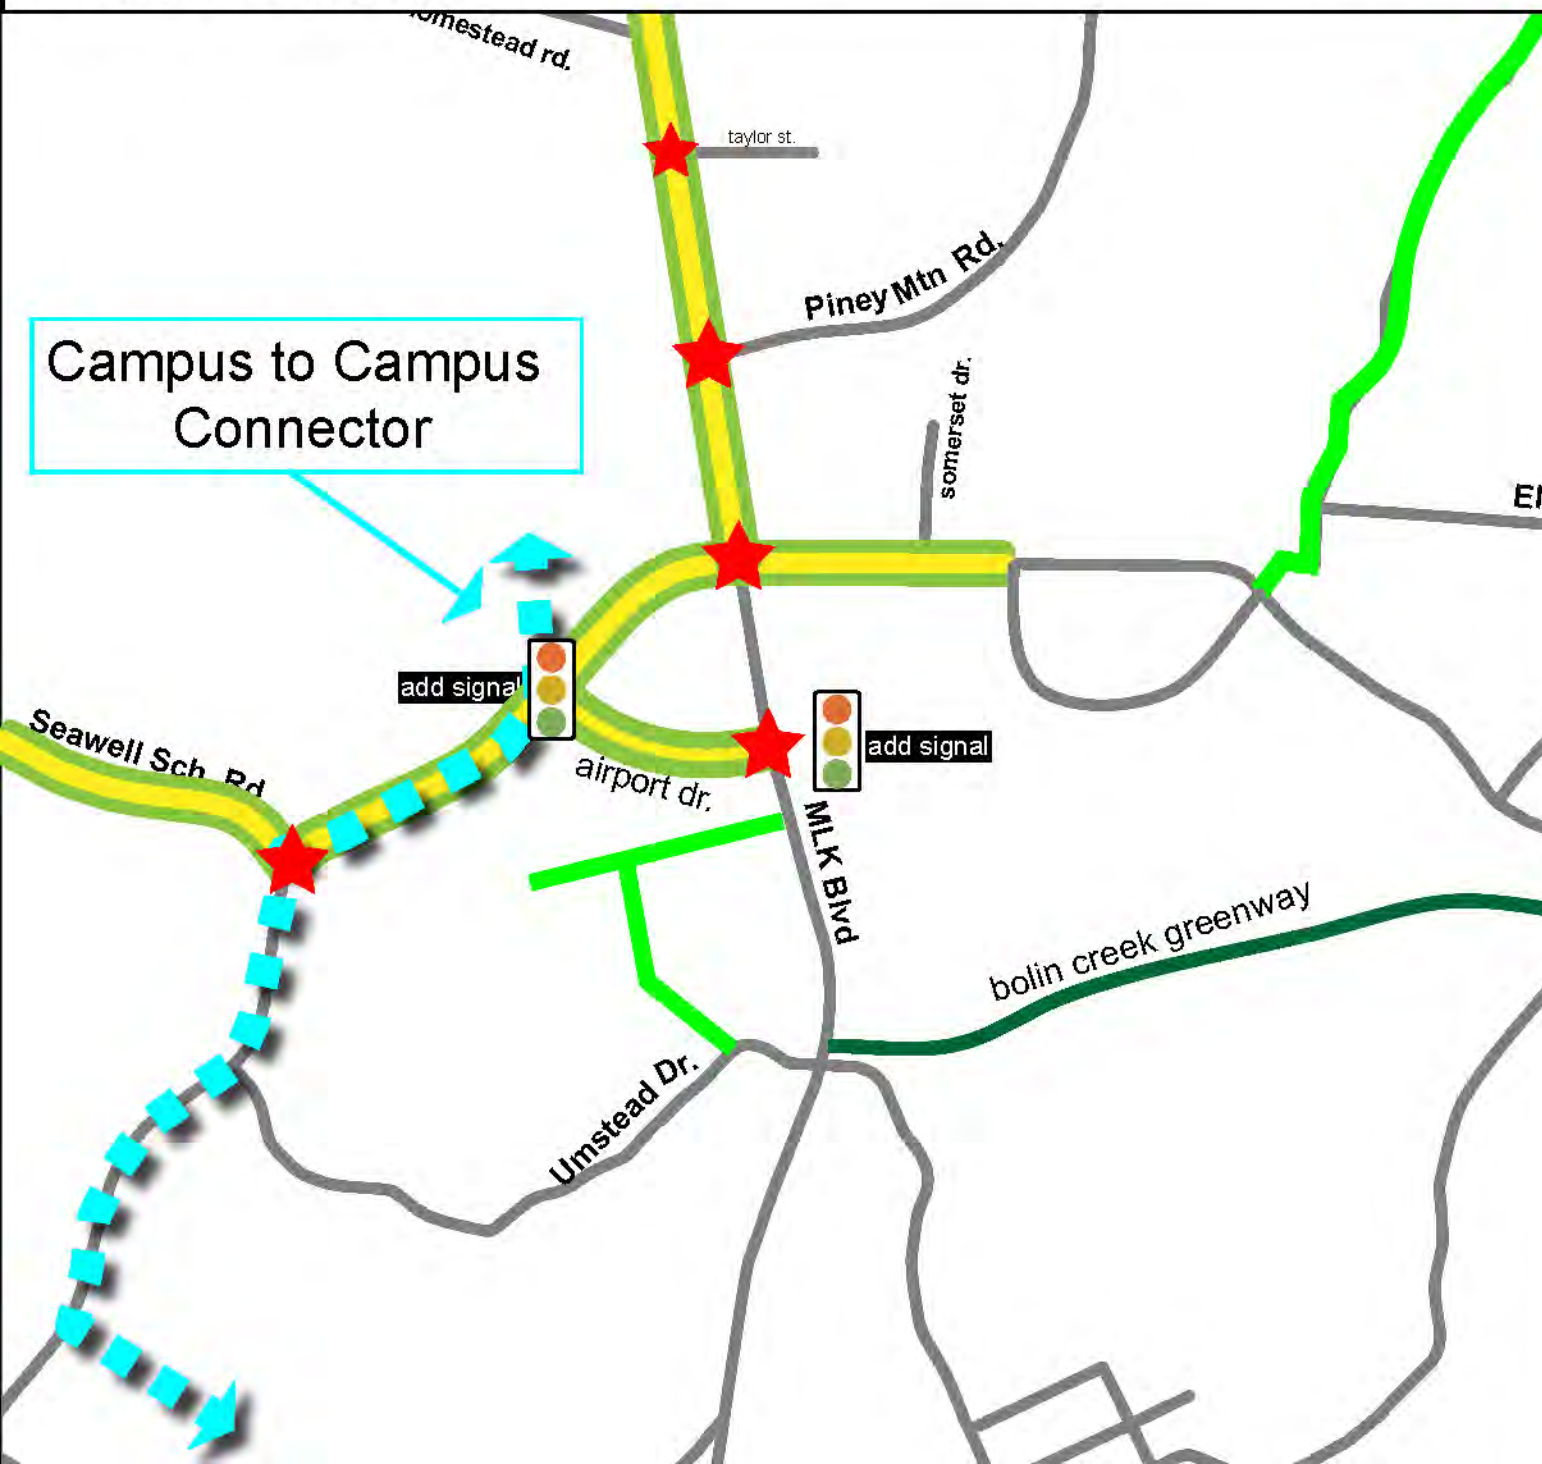 omestead rd.
taylor st.
Piney Mtn Rd.
Campus to Campus
Connector
somerset dr.
add signal
Seawell Sch. Rd
add signal
airport dr.
MLK Blvd
bolin creek greenway
Umstead Dr.